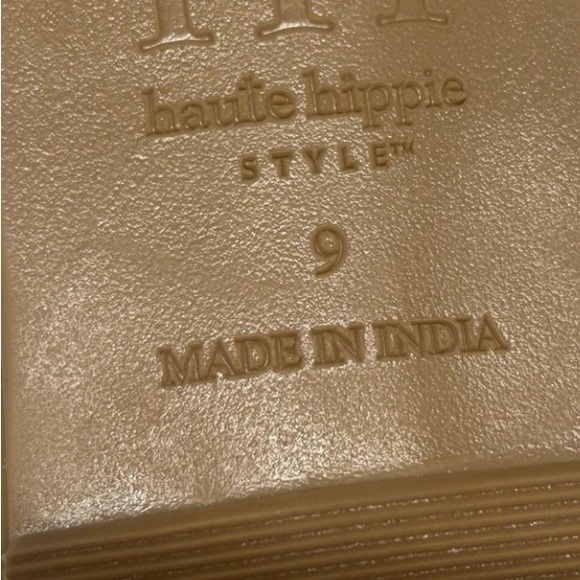 haute hippie
STYLE™
9
MADE IN INDIA